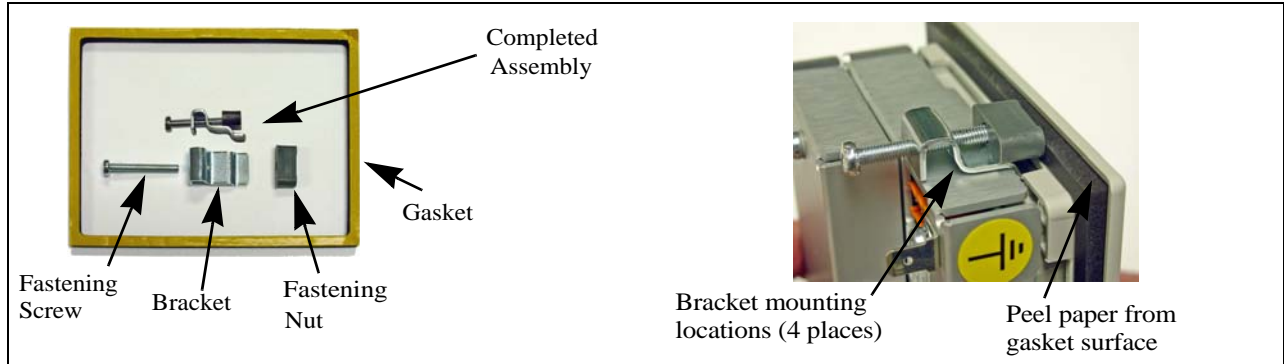 Completed
Assembly
Gasket
Fastening
Screw
Bracket
Fastening
Nut
Bracket mounting
locations (4 places)
Peel paper from
gasket surface